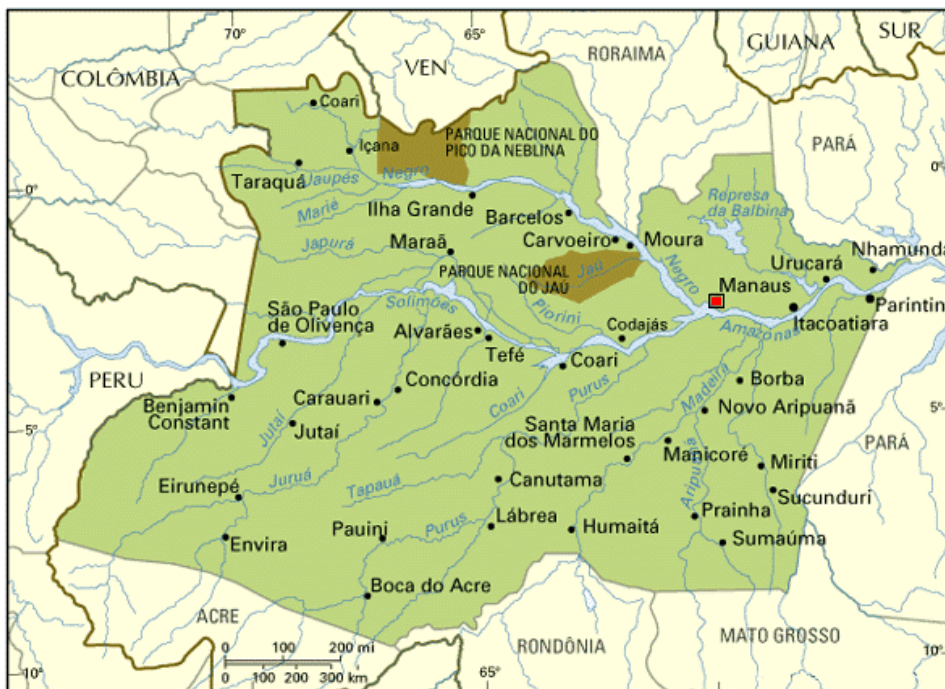 70°
65°
SUR
GUIANA
RORAIMA
VEN
COLÔMBIA
Coari
PARQUE NACIONAL DO
PICO DA NEBLINA
PARÁ
Içana
0°
Taraquá
Uaupés
Negro
0°
Marié
Ilha Grande
Represa
da Balbina
Barcelos
Japurá
Maraã
Carvoeiro
Moura
Nhamundá
Urucará
PARQUE NACIONAL
DO JAÚ
Jaú
Negro
Manaus
Parintin
Solimões
São Paulo
de Olivença
Piorini
Itacoatiara
Codajás
Amazonas
Alvarães
Tefé
Coari
PERU
Concórdia
Purus
Madeira
Borba
Benjamin
Constant
Carauari
Coari
Novo Aripuanã
5°
Jutaí
Jutaí
Santa Maria
dos Marmelos
5°
PARÁ
Manicoré
Miriti
Juruá
Tapauá
Canutama
Aripuanã
Sucunduri
Eirunepé
Prainha
Lábrea
Humaitá
Pauini
Purus
Sumaúma
Envira
Boca do Acre
ACRE
RONDÔNIA
MATO GROSSO
0 100 200 mi
0 100 200 300 km
10°
65°
10°